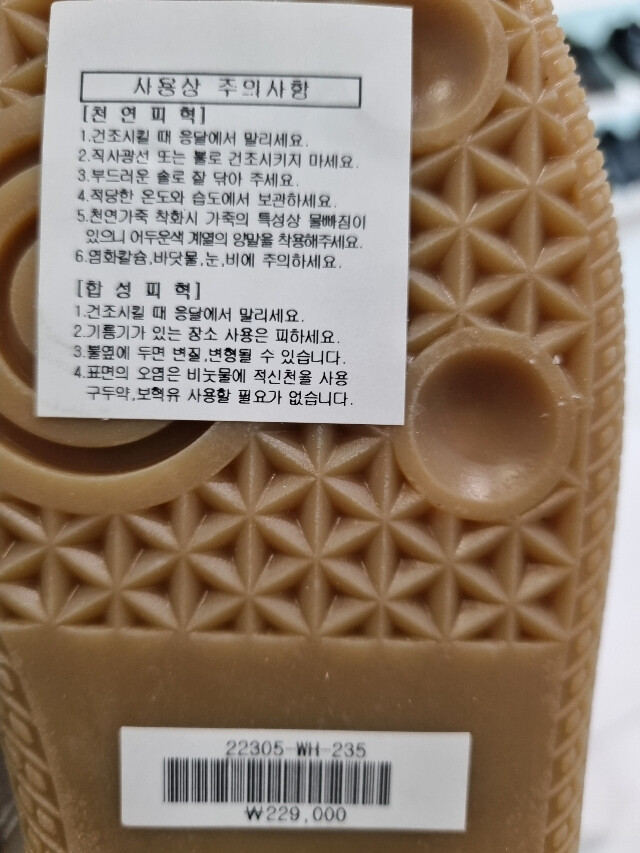 사용상 주의사항
[천 연 피 혁]
1.건조시킬 때 응달에서 말리세요.
2.직사광선 또는 불로 건조시키지 마세요.
3.부드러운 솔로 잘 닦아 주세요.
4.적당한 온도와 습도에서 보관하세요.
5.천연가죽 착화시 가죽의 특성상 물빠짐이
있으니 어두운색 계열의 양말을 착용해주세요.
6.염화칼슘,바닷물,눈,비에 주의하세요.
[합 성 피 혁]
1.건조시킬 때 응달에서 말리세요.
2.기름기가 있는 장소 사용은 피하세요.
3.불옆에 두면 변질,변형될 수 있습니다.
4.표면의 오염은 비눗물에 적신천을 사용
구두약,보혁유 사용할 필요가 없습니다.
22305-WH-235
₩229,000